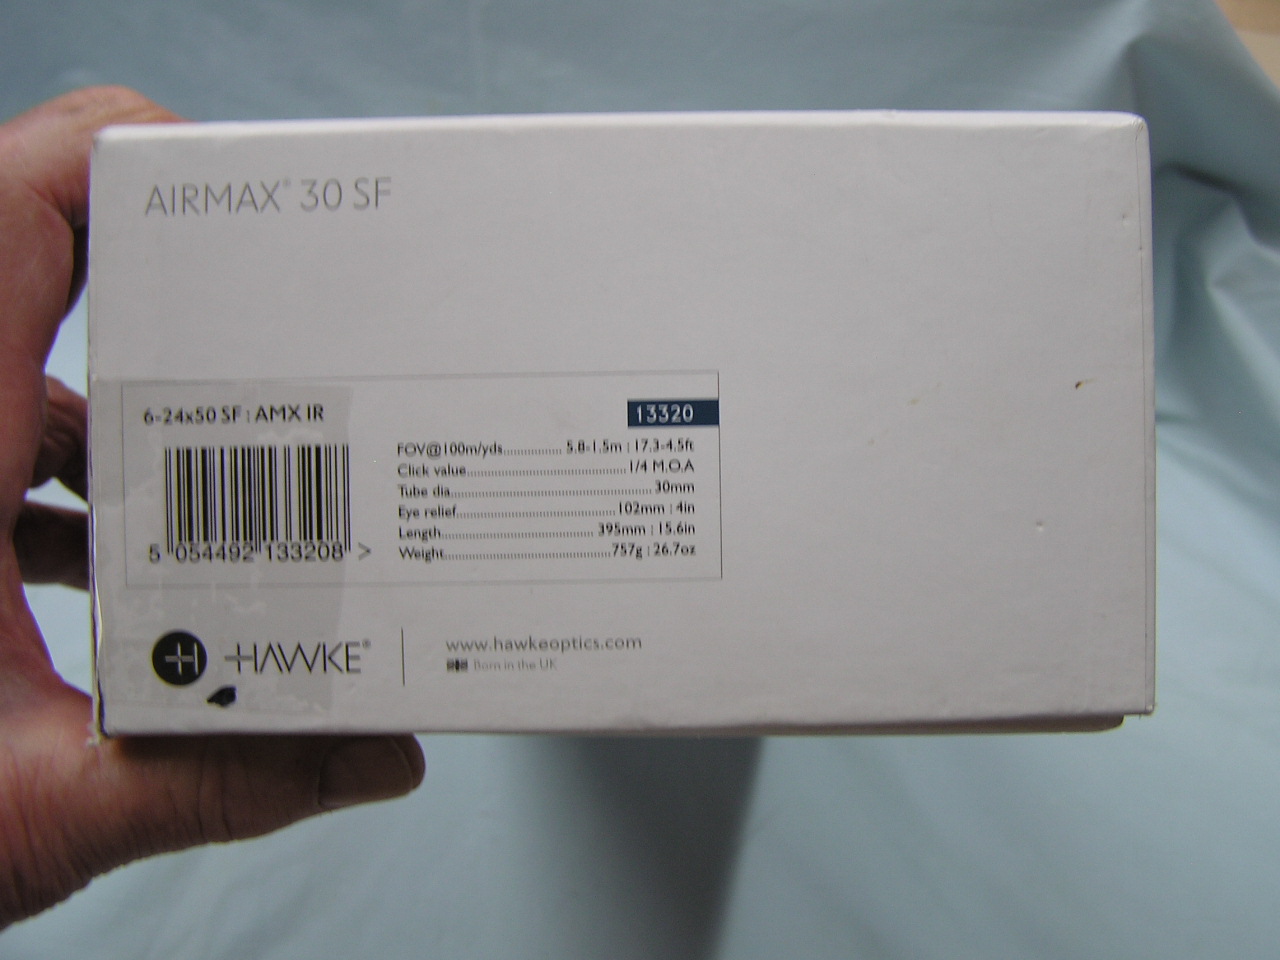 AIRMAX® 30 SF
6-24x50 SF : AMX IR
13320
FOV@100m/yds.............. 5.8-1.5m : 17.3-4.5ft
Click value...................................... 1/4 M.O.A
Tube dia................................................ 30mm
Eye relief...................................... 102mm : 4in
Length.................................... 395mm : 15.6in
Weight........................................ 757g : 26.7oz
5 054492 133208 >
HAWKE®
www.hawkeoptics.com
Born in the UK